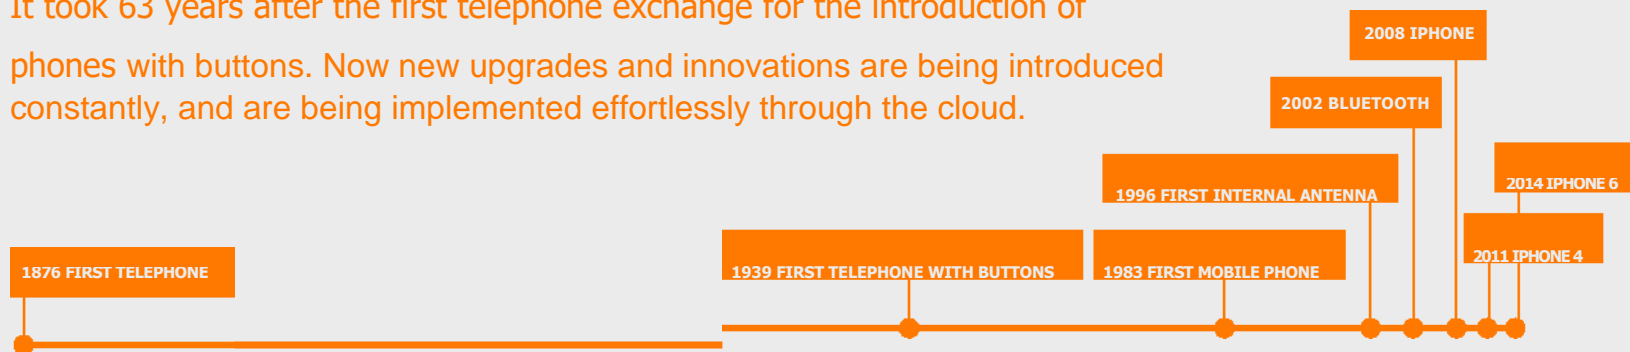 It took 63 years after the first telephone exchange for the introduction of
phones with buttons. Now new upgrades and innovations are being introduced
constantly, and are being implemented effortlessly through the cloud.
1876 FIRST TELEPHONE
1939 FIRST TELEPHONE WITH BUTTONS
1983 FIRST MOBILE PHONE
1996 FIRST INTERNAL ANTENNA
2002 BLUETOOTH
2008 IPHONE
2011 IPHONE 4
2014 IPHONE 6